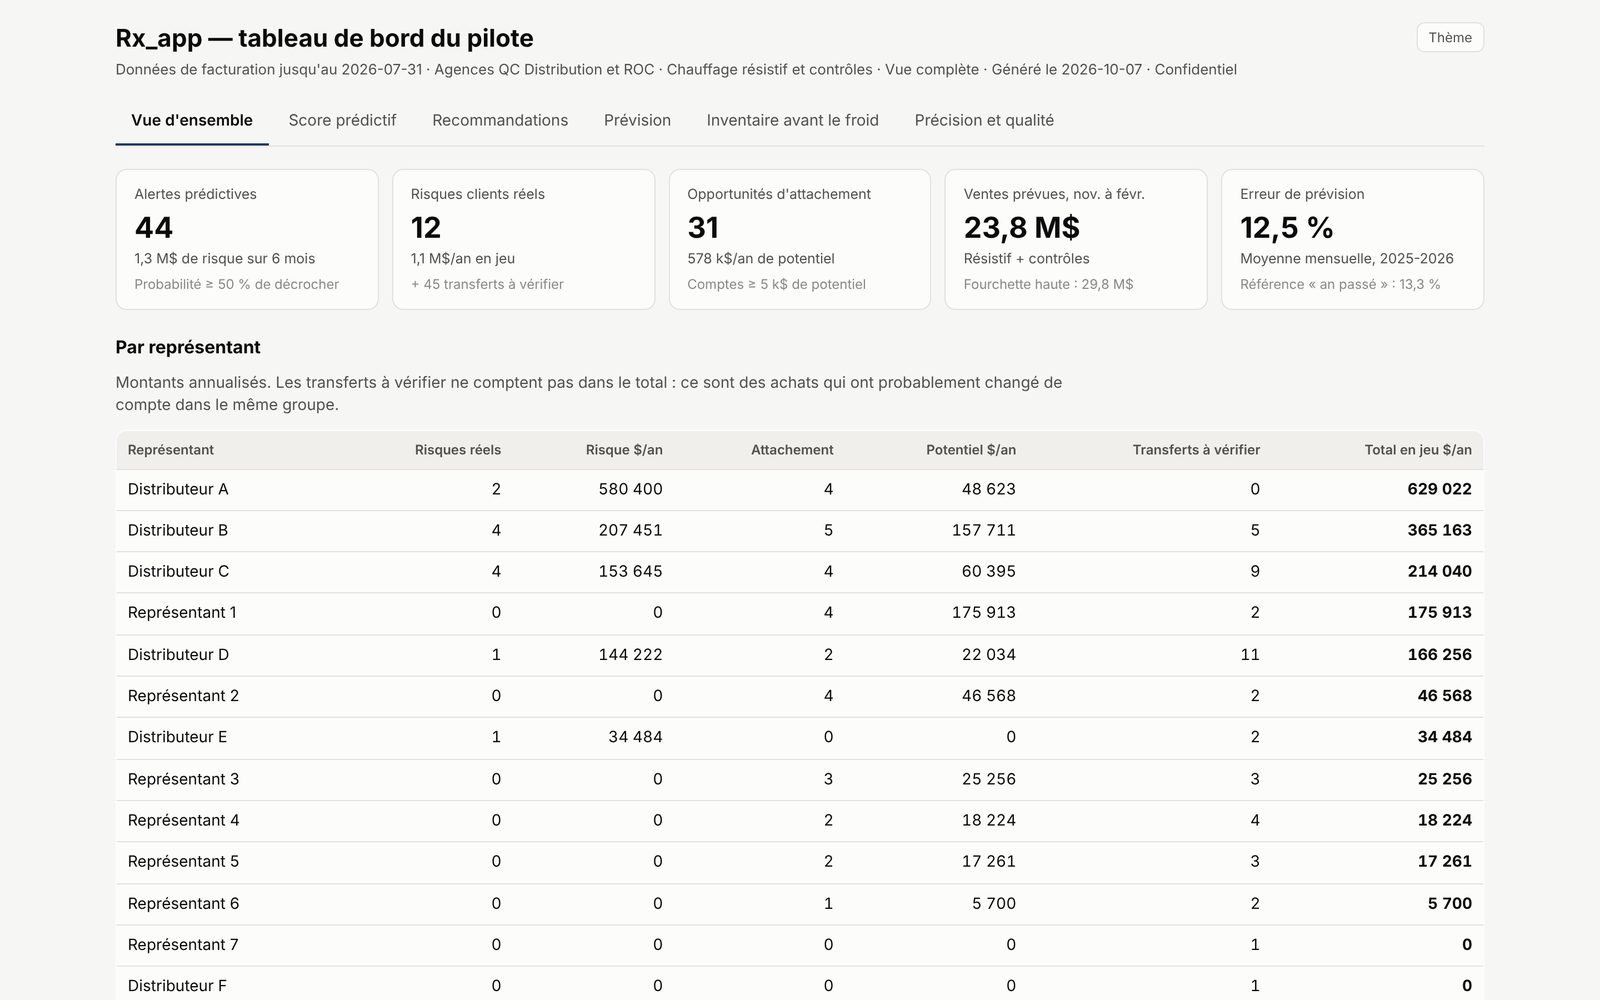 Rx_app — tableau de bord du pilote
Thème
Données de facturation jusqu'au 2026-07-31 · Agences QC Distribution et ROC · Chauffage résistif et contrôles · Vue complète · Généré le 2026-10-07 · Confidentiel
Vue d'ensemble Score prédictif Recommandations Prévision Inventaire avant le froid Précision et qualité
Alertes prédictives
44
1,3 M$ de risque sur 6 mois
Probabilité ≥ 50 % de décrocher
Risques clients réels
12
1,1 M$/an en jeu
+ 45 transferts à vérifier
Opportunités d'attachement
31
578 k$/an de potentiel
Comptes ≥ 5 k$ de potentiel
Ventes prévues, nov. à févr.
23,8 M$
Résistif + contrôles
Fourchette haute : 29,8 M$
Erreur de prévision
12,5 %
Moyenne mensuelle, 2025-2026
Référence « an passé » : 13,3 %
Par représentant
Montants annualisés. Les transferts à vérifier ne comptent pas dans le total : ce sont des achats qui ont probablement changé de
compte dans le même groupe.
Représentant Risques réels Risque $/an Attachement Potentiel $/an Transferts à vérifier Total en jeu $/an
Distributeur A 2 580 400 4 48 623 0 629 022
Distributeur B 4 207 451 5 157 711 5 365 163
Distributeur C 4 153 645 4 60 395 9 214 040
Représentant 1 0 0 4 175 913 2 175 913
Distributeur D 1 144 222 2 22 034 11 166 256
Représentant 2 0 0 4 46 568 2 46 568
Distributeur E 1 34 484 0 0 2 34 484
Représentant 3 0 0 3 25 256 3 25 256
Représentant 4 0 0 2 18 224 4 18 224
Représentant 5 0 0 2 17 261 3 17 261
Représentant 6 0 0 1 5 700 2 5 700
Représentant 7 0 0 0 0 1 0
Distributeur F 0 0 0 0 1 0